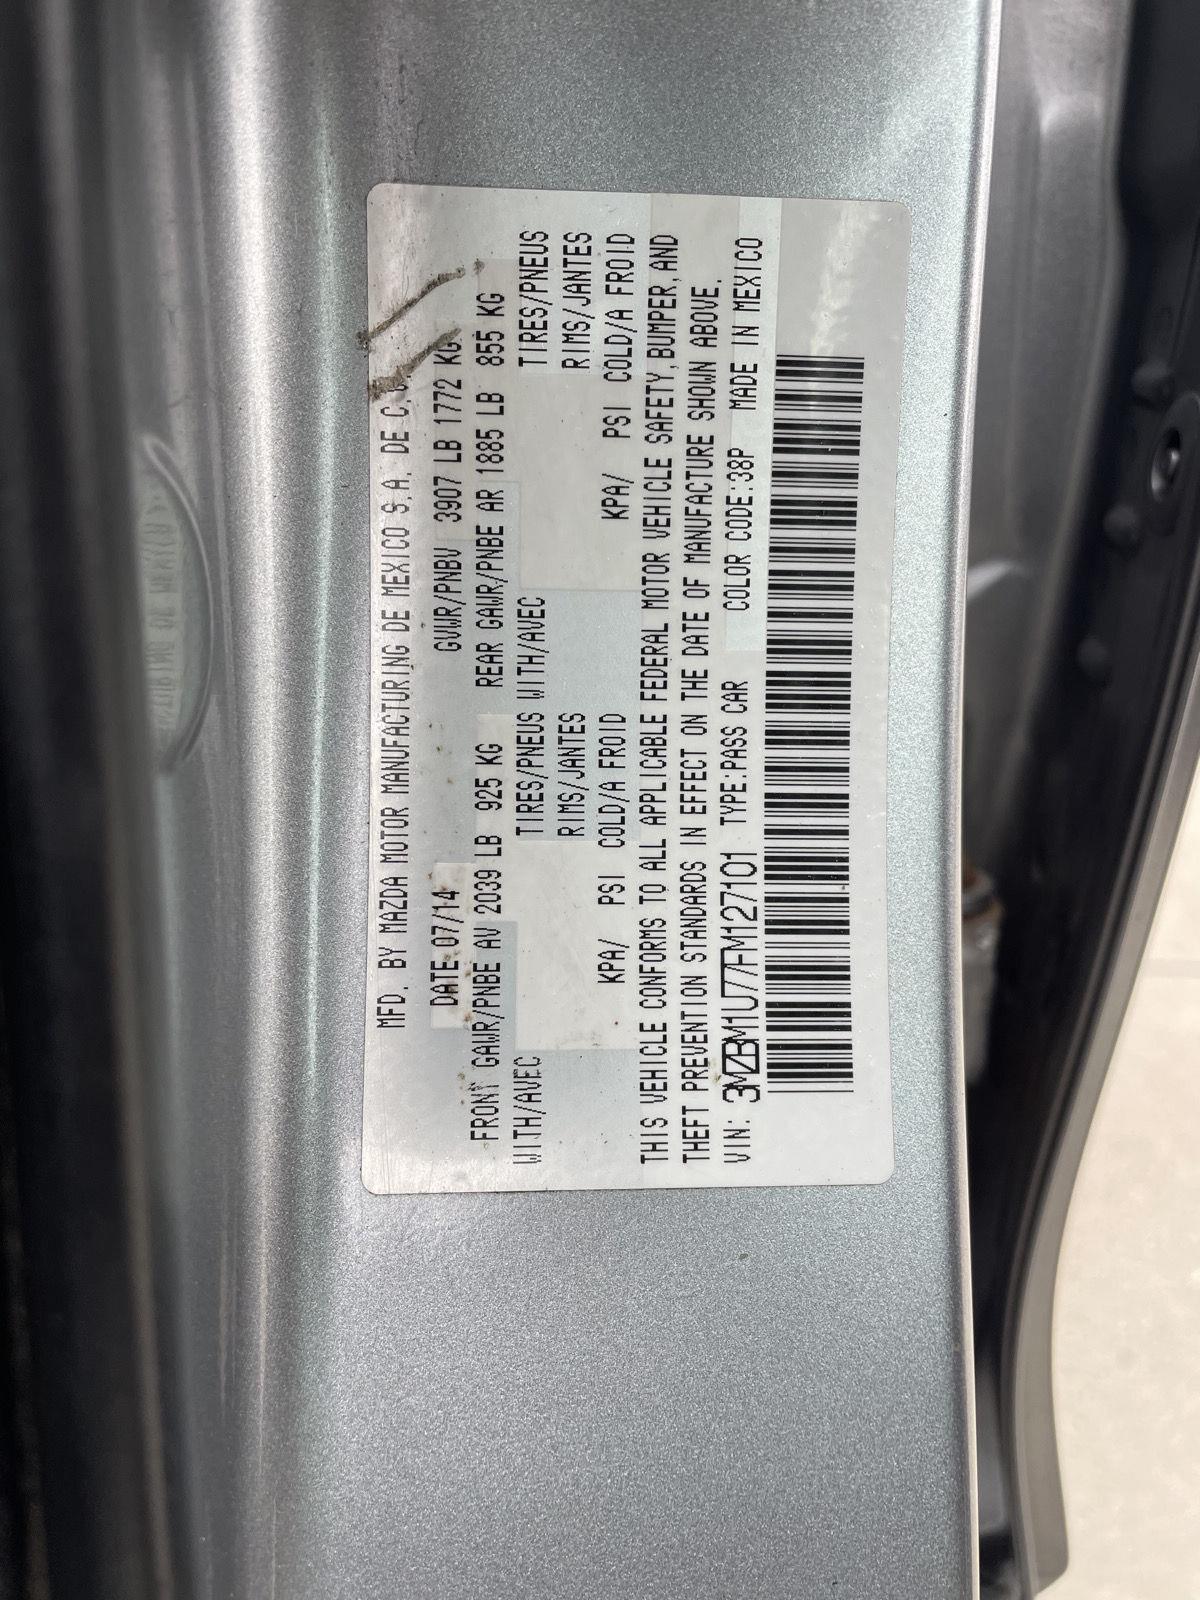 MFD. BY MAZDA MOTOR MANUFACTURING DE MEXICO S.A. DE C.
DATE:07/14 GVWR/PNBV 3907 LB 1772 KG
FRONT GAWR/PNBE AV 2039 LB 925 KG REAR GAWR/PNBE AR 1885 LB 855 KG
WITH/AVEC TIRES/PNEUS WITH/AVEC TIRES/PNEUS
RIMS/JANTES RIMS/JANTES
KPA/ PSI COLD/A FROID KPA/ PSI COLD/A FROID
THIS VEHICLE CONFORMS TO ALL APPLICABLE FEDERAL MOTOR VEHICLE SAFETY, BUMPER, AND
THEFT PREVENTION STANDARDS IN EFFECT ON THE DATE OF MANUFACTURE SHOWN ABOVE.
VIN: 3MZBM1U77FM127101 TYPE:PASS CAR COLOR CODE:38P MADE IN MEXICO